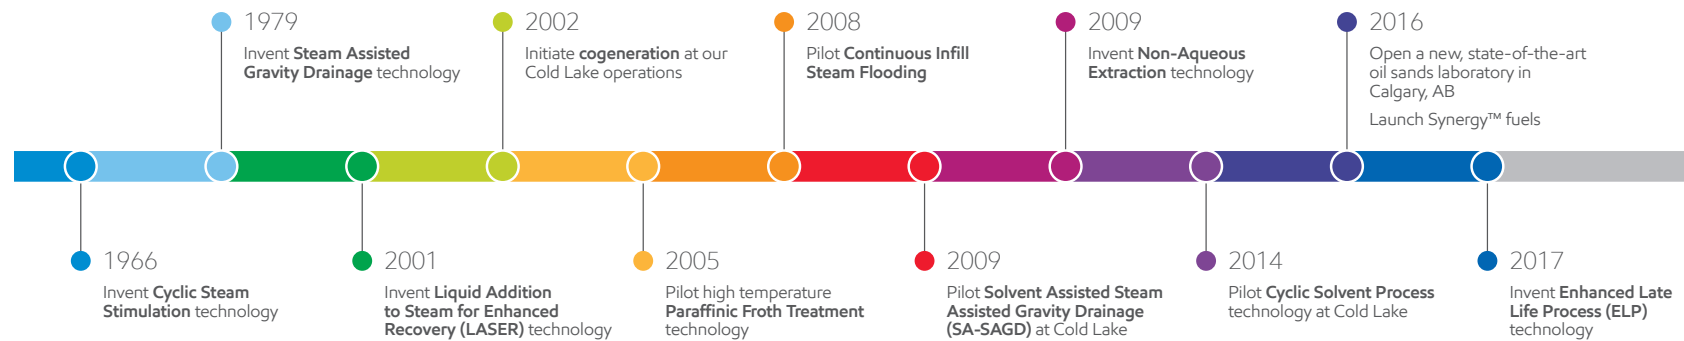 1979
Invent Steam Assisted
Gravity Drainage technology
2002
Initiate cogeneration at our
Cold Lake operations
2008
Pilot Continuous Infill
Steam Flooding
2009
Invent Non-Aqueous
Extraction technology
2016
Open a new, state-of-the-art
oil sands laboratory in
Calgary, AB
Launch Synergy™ fuels
1966
Invent Cyclic Steam
Stimulation technology
2001
Invent Liquid Addition
to Steam for Enhanced
Recovery (LASER) technology
2005
Pilot high temperature
Paraffinic Froth Treatment
technology
2009
Pilot Solvent Assisted Steam
Assisted Gravity Drainage
(SA-SAGD) at Cold Lake
2014
Pilot Cyclic Solvent Process
technology at Cold Lake
2017
Invent Enhanced Late
Life Process (ELP)
technology